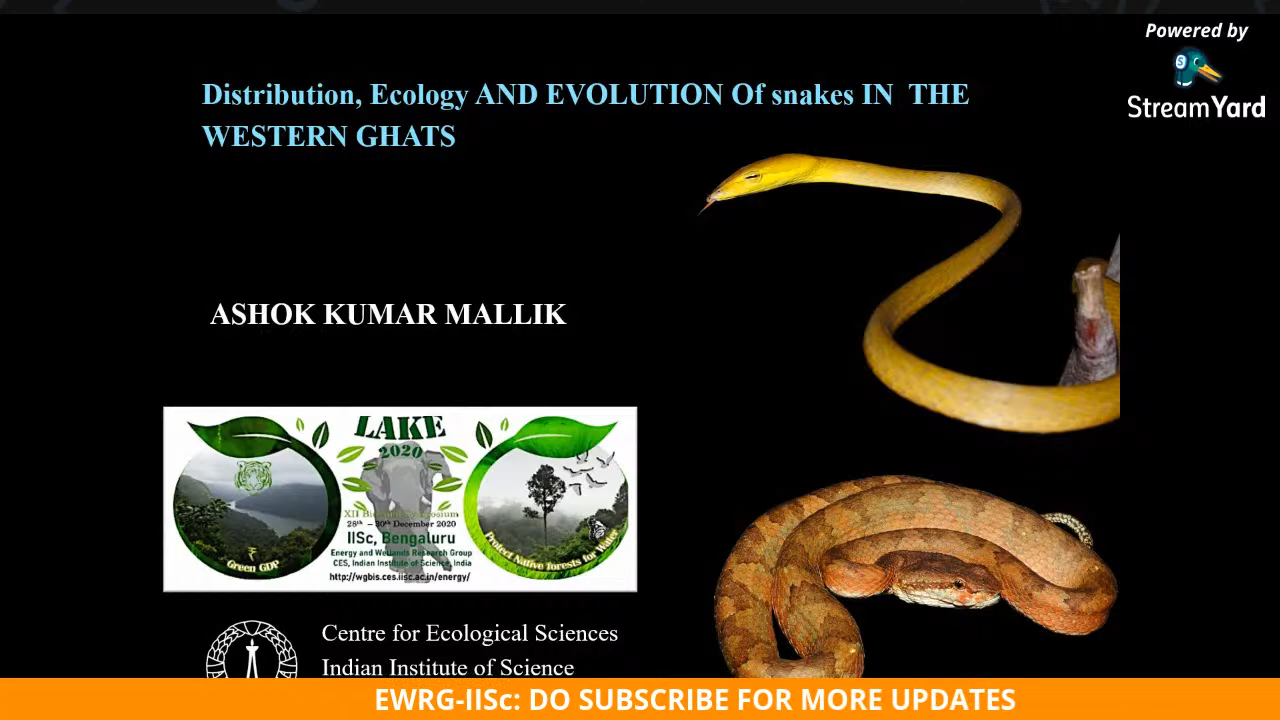 Powered by
StreamYard
Distribution, Ecology AND EVOLUTION Of snakes IN THE
WESTERN GHATS
ASHOK KUMAR MALLIK
LAKE
2020
XII Biennial Symposium
28th – 30th December 2020
IISc, Bengaluru
Energy and Wetlands Research Group
CES, Indian Institute of Science, India
http://wgbis.ces.iisc.ac.in/energy/
₹
Green GDP
Protect Native forests for Water
Centre for Ecological Sciences
Indian Institute of Science
EWRG-IISc: DO SUBSCRIBE FOR MORE UPDATES